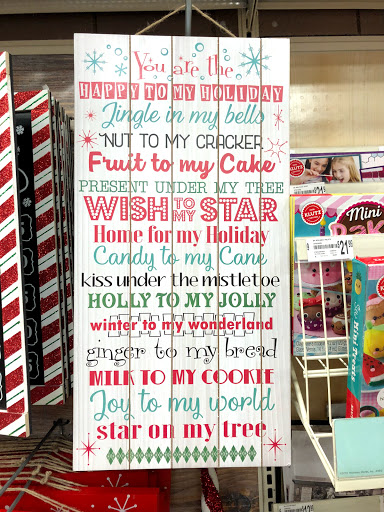 You are the
HAPPY TO MY HOLIDAY
Jingle in my bells
NUT TO MY CRACKER
Fruit to my Cake
PRESENT UNDER MY TREE
WISH TO MY STAR
Home for my Holiday
Candy to my Cane
kiss under the mistletoe
HOLLY TO MY JOLLY
winter to my wonderland
ginger to my bread
MILK TO MY COOKIE
Joy to my world
star on my tree
KLUTZ
Mini
21.99